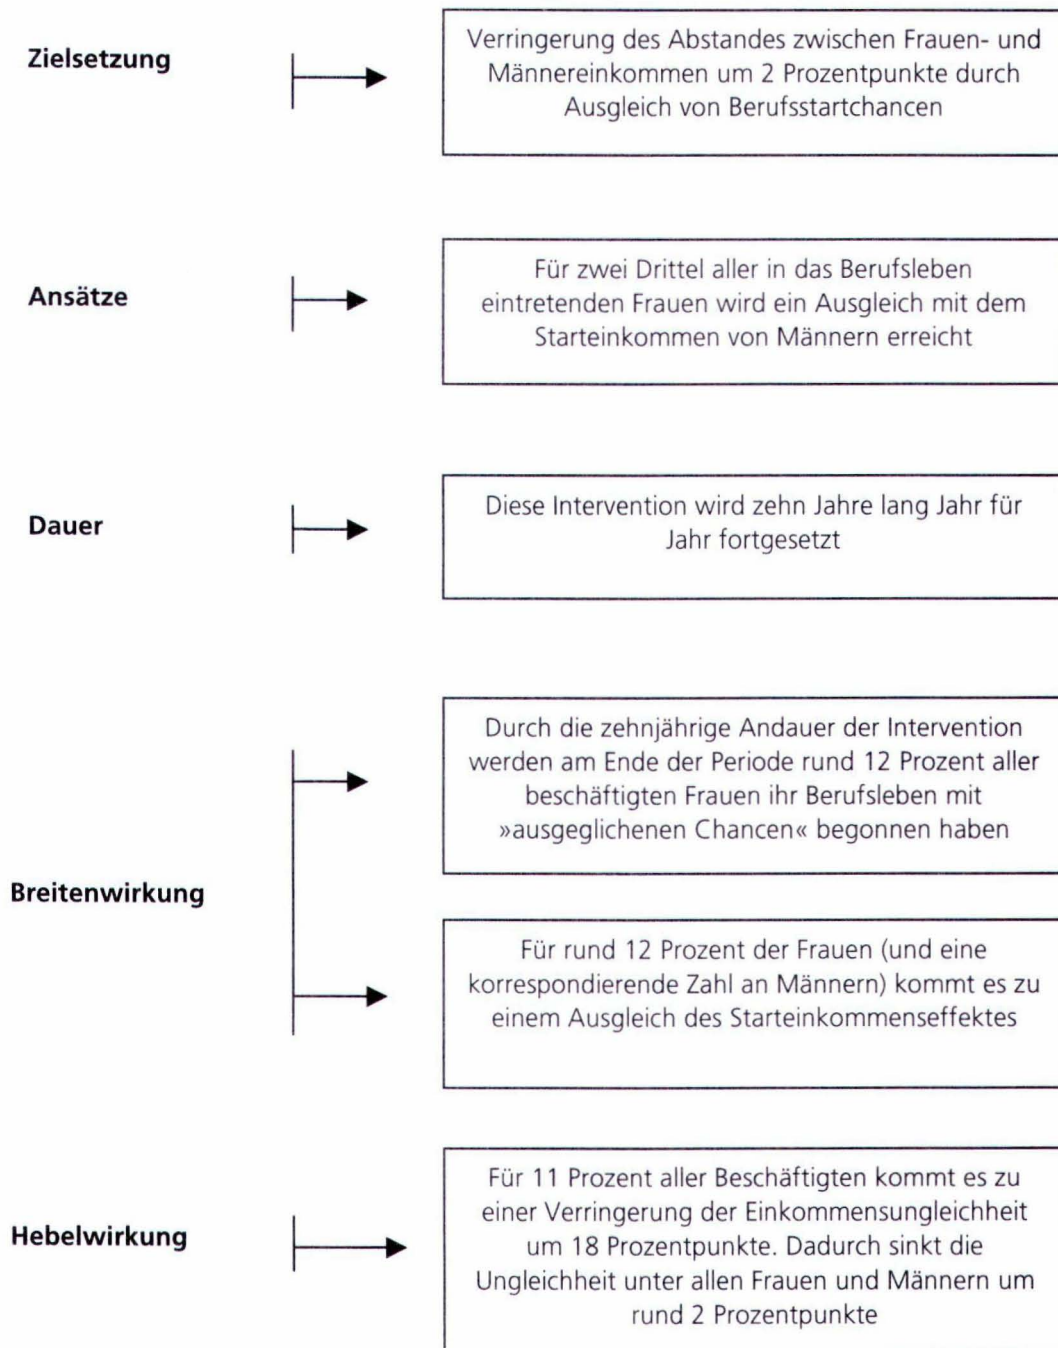 Zielsetzung
Verringerung des Abstandes zwischen Frauen- und
Männereinkommen um 2 Prozentpunkte durch
Ausgleich von Berufsstartchancen
Ansätze
Für zwei Drittel aller in das Berufsleben
eintretenden Frauen wird ein Ausgleich mit dem
Starteinkommen von Männern erreicht
Dauer
Diese Intervention wird zehn Jahre lang Jahr für
Jahr fortgesetzt
Breitenwirkung
Durch die zehnjährige Andauer der Intervention
werden am Ende der Periode rund 12 Prozent aller
beschäftigten Frauen ihr Berufsleben mit
»ausgeglichenen Chancen« begonnen haben
Für rund 12 Prozent der Frauen (und eine
korrespondierende Zahl an Männern) kommt es zu
einem Ausgleich des Starteinkommenseffektes
Hebelwirkung
Für 11 Prozent aller Beschäftigten kommt es zu
einer Verringerung der Einkommensungleichheit
um 18 Prozentpunkte. Dadurch sinkt die
Ungleichheit unter allen Frauen und Männern um
rund 2 Prozentpunkte